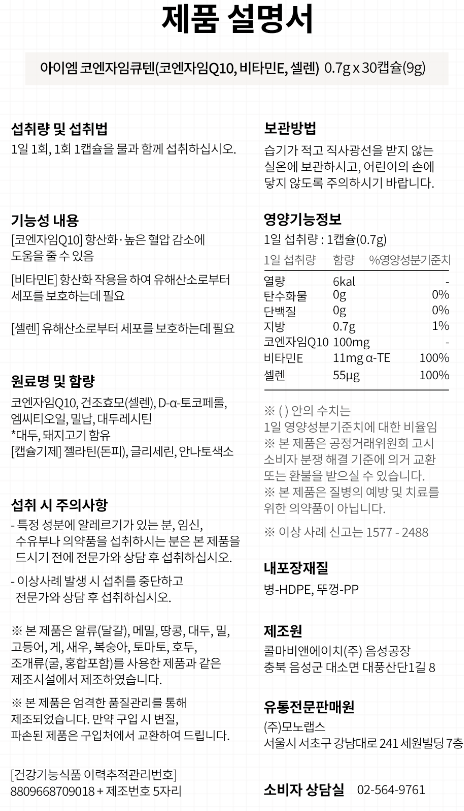 제품 설명서
아이엠 코엔자임큐텐(코엔자임Q10, 비타민E, 셀렌) 0.7g x 30캡슐(9g)
섭취량 및 섭취법
1일 1회, 1회 1캡슐을 물과 함께 섭취하십시오.
기능성 내용
[코엔자임Q10] 항산화·높은 혈압 감소에
도움을 줄 수 있음
[비타민E] 항산화 작용을 하여 유해산소로부터
세포를 보호하는데 필요
[셀렌] 유해산소로부터 세포를 보호하는데 필요
원료명 및 함량
코엔자임Q10, 건조효모(셀렌), D-α-토코페롤,
엠씨티오일, 밀납, 대두레시틴
*대두, 돼지고기 함유
[캡슐기제] 젤라틴(돈피), 글리세린, 안나토색소
섭취 시 주의사항
- 특정 성분에 알레르기가 있는 분, 임신,
수유부나 의약품을 섭취하시는 분은 본 제품을
드시기 전에 전문가와 상담 후 섭취하십시오.
- 이상사례 발생 시 섭취를 중단하고
전문가와 상담 후 섭취하십시오.
※ 본 제품은 알류(달걀), 메밀, 땅콩, 대두, 밀,
고등어, 게, 새우, 복숭아, 토마토, 호두,
조개류(굴, 홍합포함)를 사용한 제품과 같은
제조시설에서 제조하였습니다.
※ 본 제품은 엄격한 품질관리를 통해
제조되었습니다. 만약 구입 시 변질,
파손된 제품은 구입처에서 교환하여 드립니다.
[건강기능식품 이력추적관리번호]
8809668709018 + 제조번호 5자리
보관방법
습기가 적고 직사광선을 받지 않는
실온에 보관하시고, 어린이의 손에
닿지 않도록 주의하시기 바랍니다.
영양기능정보
1일 섭취량 : 1캡슐(0.7g)
1일 섭취량 함량 %영양성분기준치
열량 6kal -
탄수화물 0g 0%
단백질 0g 0%
지방 0.7g 1%
코엔자임Q10 100mg -
비타민E 11mg α-TE 100%
셀렌 55μg 100%
※ ( ) 안의 수치는
1일 영양성분기준치에 대한 비율임
※ 본 제품은 공정거래위원회 고시
소비자 분쟁 해결 기준에 의거 교환
또는 환불을 받으실 수 있습니다.
※ 본 제품은 질병의 예방 및 치료를
위한 의약품이 아닙니다.
※ 이상 사례 신고는 1577 - 2488
내포장재질
병-HDPE, 뚜껑-PP
제조원
콜마비앤에이치(주) 음성공장
충북 음성군 대소면 대풍산단1길 8
유통전문판매원
(주)모노랩스
서울시 서초구 강남대로 241 세원빌딩 7층
소비자 상담실 02-564-9761